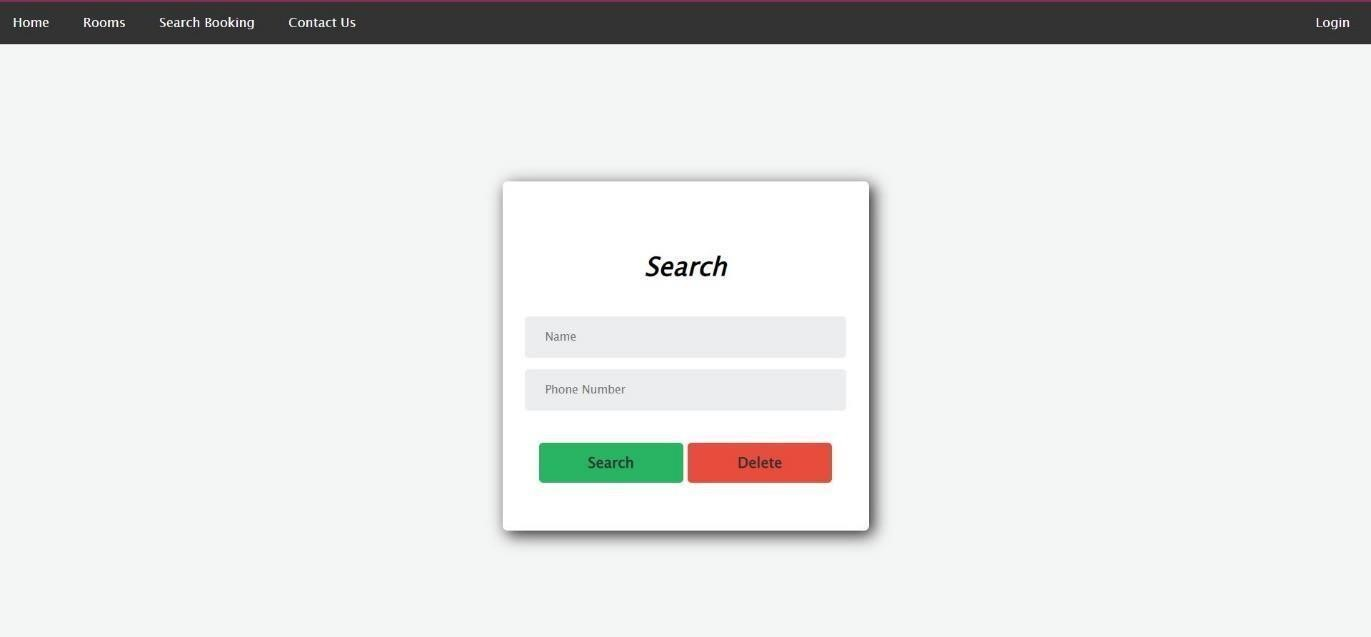 Home Rooms Search Booking Contact Us Login
Search
Name
Phone Number
Search Delete